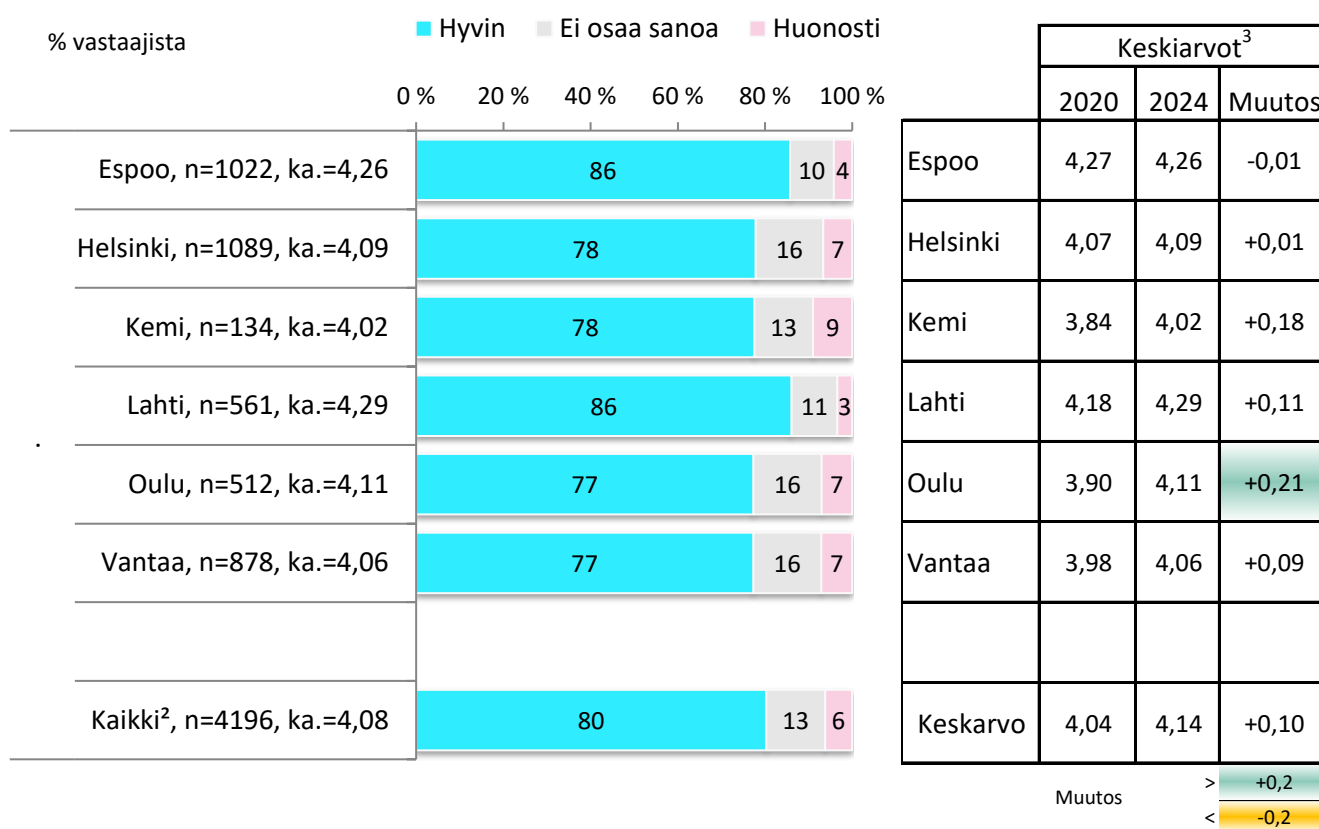 % vastaajista
Hyvin Ei osaa sanoa Huonosti
0 % 20 % 40 % 60 % 80 % 100 %
Espoo, n=1022, ka.=4,26 86 10 4
Helsinki, n=1089, ka.=4,09 78 16 7
Kemi, n=134, ka.=4,02 78 13 9
Lahti, n=561, ka.=4,29 86 11 3
.
Oulu, n=512, ka.=4,11 77 16 7
Vantaa, n=878, ka.=4,06 77 16 7
Kaikki², n=4196, ka.=4,08 80 13 6
Keskiarvot³
2020 2024 Muutos
Espoo 4,27 4,26 -0,01
Helsinki 4,07 4,09 +0,01
Kemi 3,84 4,02 +0,18
Lahti 4,18 4,29 +0,11
Oulu 3,90 4,11 +0,21
Vantaa 3,98 4,06 +0,09
Keskarvo 4,04 4,14 +0,10
Muutos > +0,2
< -0,2